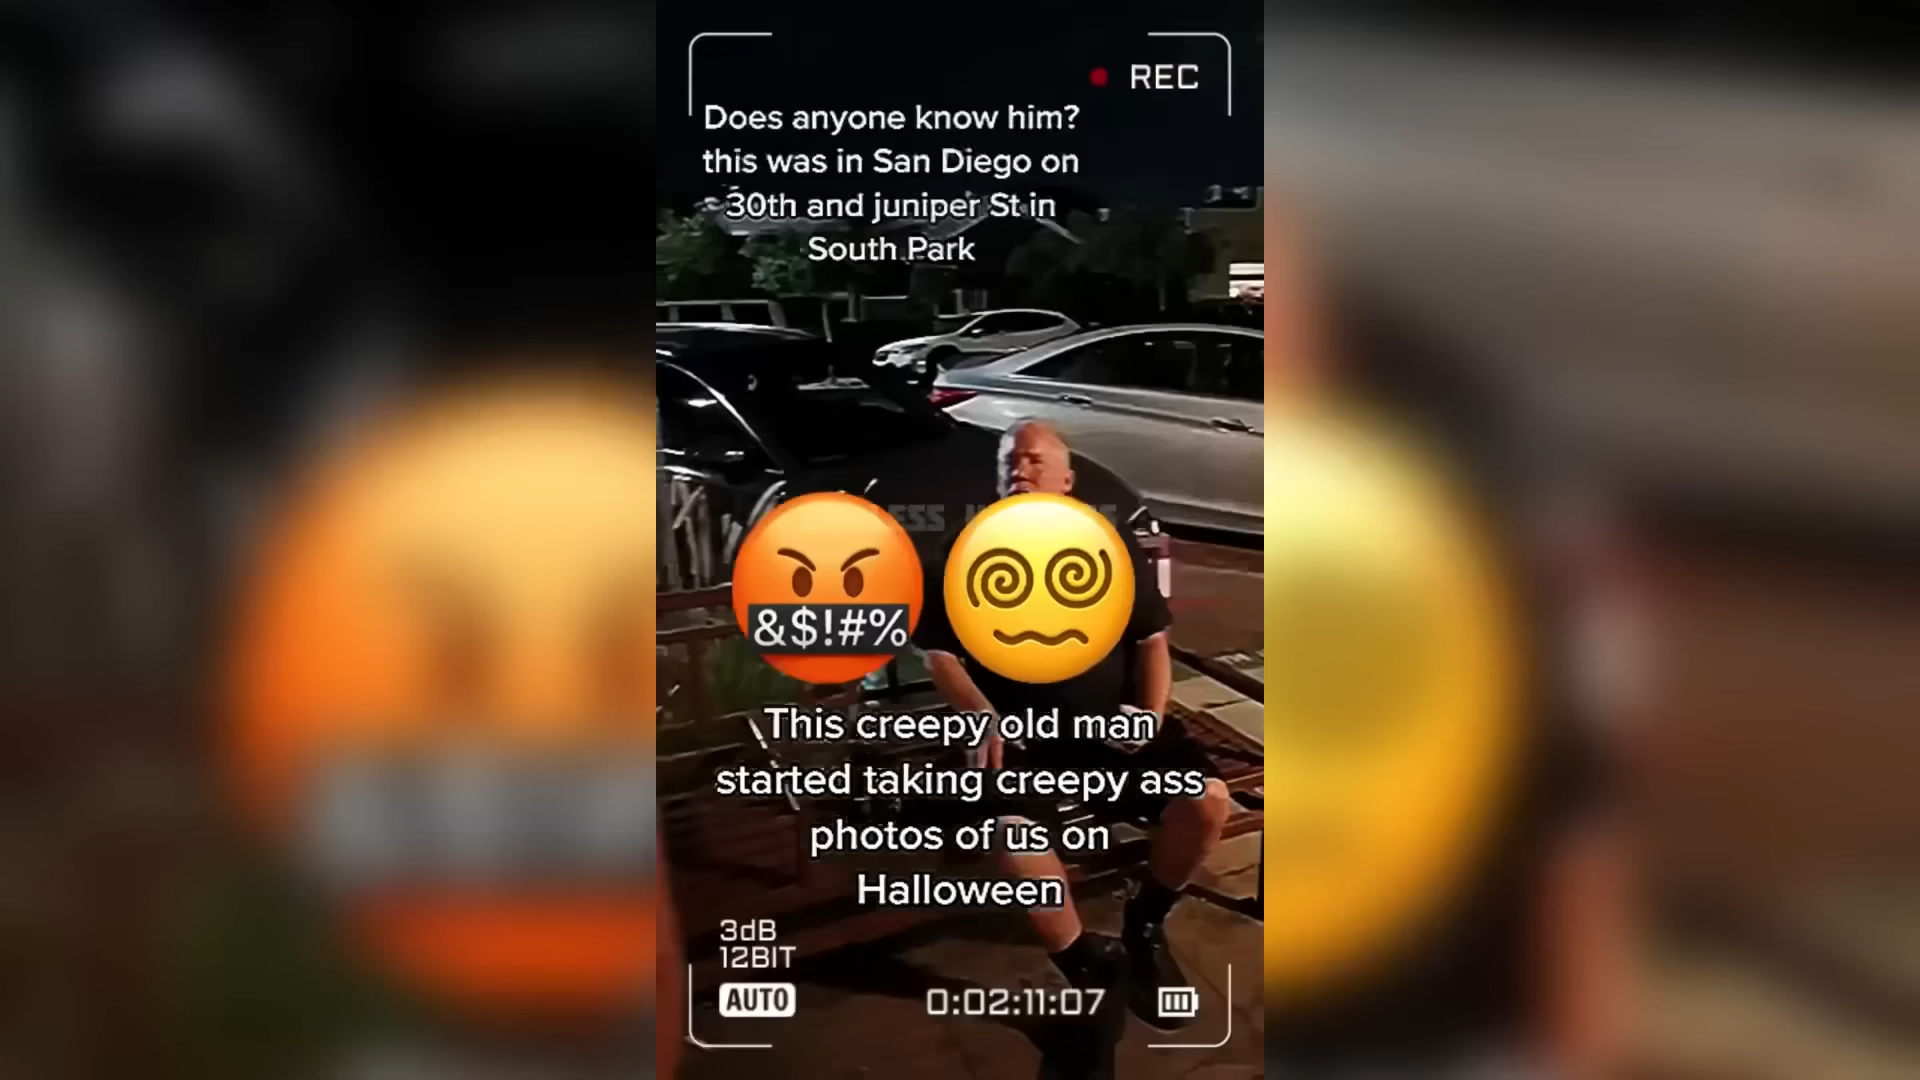 REC
Does anyone know him?
this was in San Diego on
30th and juniper St in
South Park
&$!#%
This creepy old man
started taking creepy ass
photos of us on
Halloween
3dB
12BIT
AUTO
0:02:11:07